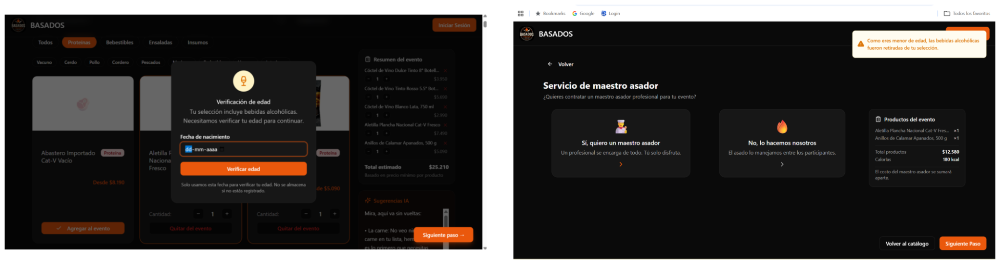 BASADOS
BASADOS
Iniciar Sesión
Todos
Proteinas
Bebestibles
Ensaladas
Insumos
Vacuno
Cerdo
Pollo
Cordero
Pescados
Verificación de edad
Tu selección incluye bebidas alcohólicas.
Necesitamos verificar tu edad para continuar.
Fecha de nacimiento
dd-mm-aaaa
Verificar edad
Solo usamos esta fecha para verificar tu edad. No se almacena
si no estás registrado.
Abastero Importado
Cat-V Vacío
Proteina
Desde $8.190
Agregar al evento
Aletilla
Naciona
Fresco
Cantidad:
− 1 +
Quitar del evento
Proteina
de $5.090
Cantidad:
− 1 +
Quitar del evento
Resumen del evento
Cóctel de Vino Dulce Tinto 8° Botell...
− 1 +
$3.950
Cóctel de Vino Tinto Rosso 5.5° Bot...
− 1 +
$5.690
Cóctel de Vino Blanco Lata, 750 ml
− 1 +
$2.990
Aletilla Plancha Nacional Cat-V Fresco
− 1 +
$7.490
Anillos de Calamar Apanados, 500 g
− 1 +
$5.090
Total estimado
$25.210
Basado en precio mínimo por producto
Sugerencias IA
Mira, aquí va sin vueltas:
• La carne: No veo
carne en tu lista,
es lo primero que necesitas
Siguiente paso →
Bookmarks
Google
Login
Todos los favoritos
BASADOS
BASADOS
Como eres menor de edad, las bebidas alcohólicas
fueron retiradas de tu selección.
← Volver
Servicio de maestro asador
¿Quieres contratar un maestro asador profesional para tu evento?
Sí, quiero un maestro asador
Un profesional se encarga de todo. Tú solo disfruta.
No, lo hacemos nosotros
El asado lo manejamos entre los participantes.
Productos del evento
Aletilla Plancha Nacional Cat-V Fres... ×1
Anillos de Calamar Apanados, 500 g ×1
Total productos $12.580
Calorías 180 kcal
El costo del maestro asador se sumará
aparte.
Volver al catálogo
Siguiente Paso